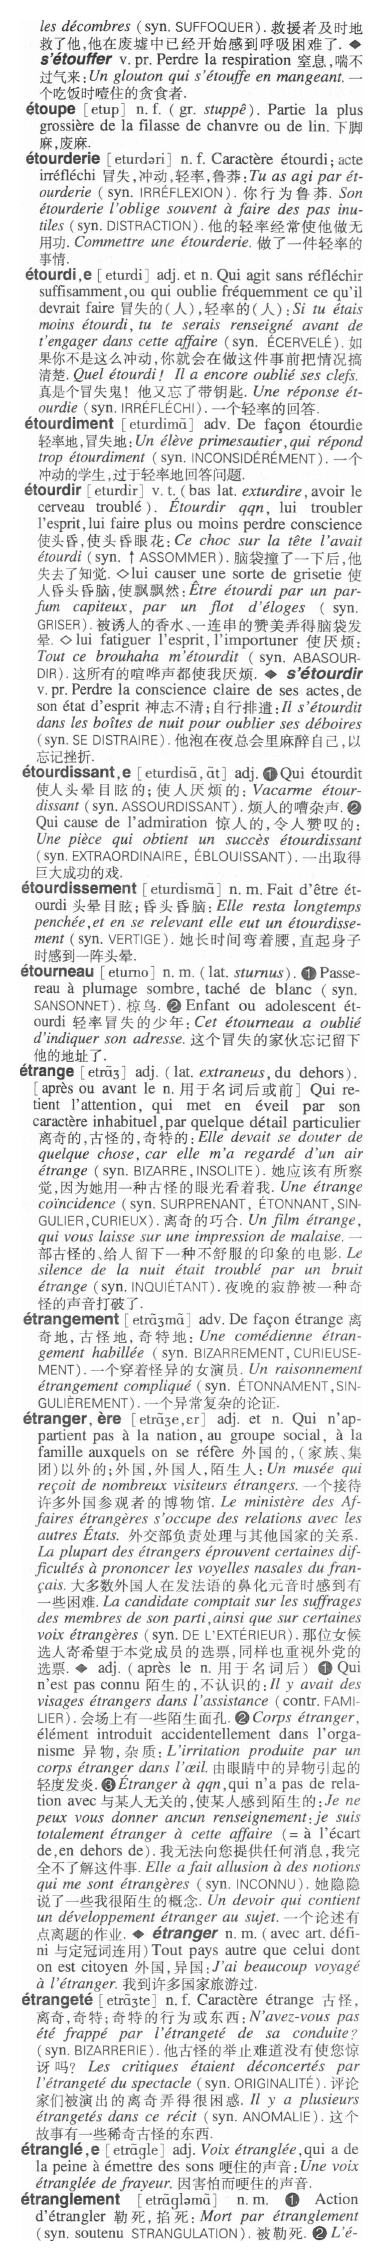 les décombres (syn. SUFFOQUER). 救援者及时地
救了他,他在废墟中已经开始感到呼吸困难了. ◆
s'étouffer v. pr. Perdre la respiration 窒息,喘不
过气来:Un glouton qui s'étouffe en mangeant. 一
个吃饭时噎住的贪食者.
étoupe [etup] n. f. (gr. stuppê). Partie la plus
grossière de la filasse de chanvre ou de lin. 下脚
麻,废麻.
étourderie [eturdəri] n. f. Caractère étourdi; acte
irréfléchi 冒失,冲动,轻率,鲁莽:Tu as agi par ét-
ourderie (syn. IRRÉFLEXION). 你行为鲁莽. Son
étourderie l'oblige souvent à faire des pas inu-
tiles (syn. DISTRACTION). 他的轻率经常使他做无
用功. Commettre une étourderie. 做了一件轻率的
事情.
étourdi,e [eturdi] adj. et n. Qui agit sans réfléchir
suffisamment,ou qui oublie fréquemment ce qu'il
devrait faire 冒失的(人),轻率的(人):Si tu étais
moins étourdi, tu te serais renseigné avant de
t'engager dans cette affaire (syn. ÉCERVELÉ). 如
果你不是这么冲动,你就会在做这件事前把情况搞
清楚. Quel étourdi! Il a encore oublié ses clefs.
真是个冒失鬼! 他又忘了带钥匙. Une réponse ét-
ourdie (syn. IRRÉFLÉCHI). 一个轻率的回答.
étourdiment [eturdimã] adv. De façon étourdie
轻率地,冒失地:Un élève primesautier,qui répond
trop étourdiment (syn. INCONSIDÉRÉMENT). 一个
冲动的学生,过于轻率地回答问题.
étourdir [eturdir] v. t. (bas lat. exturdire, avoir le
cerveau troublé). Étourdir qqn, lui troubler
l'esprit,lui faire plus ou moins perdre conscience
使头昏,使头昏眼花:Ce choc sur la tête l'avait
étourdi (syn. ↑ ASSOMMER). 脑袋撞了一下后,他
失去了知觉. ◇lui causer une sorte de grisetie 使
人昏头昏脑,使飘飘然:Être étourdi par un par-
fum capiteux, par un flot d'éloges (syn.
GRISER). 被诱人的香水、一连串的赞美弄得脑袋发
晕. ◇lui fatiguer l'esprit,l'importuner 使厌烦:
Tout ce brouhaha m'étourdit (syn. ABASOUR-
DIR). 这所有的喧哗声都使我厌烦. ◆ s'étourdir
v. pr. Perdre la conscience claire de ses actes,de
son état d'esprit 神志不清;自行排遣:Il s'étourdit
dans les boîtes de nuit pour oublier ses déboires
(syn. SE DISTRAIRE). 他泡在夜总会里麻醉自己,以
忘记挫折.
étourdissant,e [eturdisã,ãt] adj. ❶Qui étourdit
使人头晕目眩的; 使人厌烦的: Vacarme étour-
dissant (syn. ASSOURDISSANT). 烦人的嘈杂声. ❷
Qui cause de l'admiration 惊人的,令人赞叹的:
Une pièce qui obtient un succès étourdissant
(syn. EXTRAORDINAIRE, ÉBLOUISSANT). 一出取得
巨大成功的戏.
étourdissement [eturdismã] n. m. Fait d'être ét-
ourdi 头晕目眩;昏头昏脑: Elle resta longtemps
penchée,et en se relevant elle eut un étourdisse-
ment (syn. VERTIGE). 她长时间弯着腰,直起身子
时感到一阵头晕.
étourneau [eturno] n. m. (lat. sturnus). ❶ Passe-
reau à plumage sombre, taché de blanc (syn.
SANSONNET). 椋鸟. ❷ Enfant ou adolescent ét-
ourdi 轻率冒失的少年: Cet étourneau a oublié
d'indiquer son adresse. 这个冒失的家伙忘记留下
他的地址了.
étrange [etrãʒ] adj. (lat. extraneus, du dehors).
[après ou avant le n. 用于名词后或前] Qui re-
tient l'attention, qui met en éveil par son
caractère inhabituel,par quelque détail particulier
离奇的,古怪的,奇特的:Elle devait se douter de
quelque chose, car elle m'a regardé d'un air
étrange (syn. BIZARRE,INSOLITE). 她应该有所察
觉,因为她用一种古怪的眼光看着我. Une étrange
coïncidence (syn. SURPRENANT, ÉTONNANT,SIN-
GULIER,CURIEUX). 离奇的巧合. Un film étrange,
qui vous laisse sur une impression de malaise. 一
部古怪的、给人留下一种不舒服的印象的电影. Le
silence de la nuit était troublé par un bruit
étrange (syn. INQUIÉTANT). 夜晚的寂静被一种奇
怪的声音打破了.
étrangement [etrãʒmã] adv. De façon étrange 离
奇地,古怪地,奇特地: Une comédienne étran-
gement habillée (syn. BIZARREMENT, CURIEUSE-
MENT). 一个穿着怪异的女演员. Un raisonnement
étrangement compliqué (syn. ÉTONNAMENT,SIN-
GULIÈREMENT). 一个异常复杂的论证.
étranger, ère [etrãʒe,ɛr] adj. et n. Qui n'ap-
partient pas à la nation, au groupe social, à la
famille auxquels on se réfère 外国的,(家族、集
团)以外的;外国,外国人,陌生人:Un musée qui
reçoit de nombreux visiteurs étrangers. 一个接待
许多外国参观者的博物馆. Le ministère des Af-
faires étrangères s'occupe des relations avec les
autres États. 外交部负责处理与其他国家的关系.
La plupart des étrangers éprouvent certaines dif-
ficultés à prononcer les voyelles nasales du fran-
çais. 大多数外国人在发法语的鼻化元音时感到有
一些困难. La candidate comptait sur les suffrages
des membres de son parti,ainsi que sur certaines
voix étrangères (syn. DE L'EXTÉRIEUR). 那位女候
选人寄希望于本党成员的选票,同样也重视外党的
选票. ◆ adj. (après le n. 用于名词后) ❶ Qui
n'est pas connu 陌生的,不认识的:Il y avait des
visages étrangers dans l'assistance (contr. FAMI-
LIER). 会场上有一些陌生面孔. ❷Corps étranger,
élément introduit accidentellement dans l'orga-
nisme 异物,杂质: L'irritation produite par un
corps étranger dans l'œil. 由眼睛中的异物引起的
轻度发炎. ❸Étranger à qqn,qui n'a pas de rela-
tion avec 与某人无关的,使某人感到陌生的:Je ne
peux vous donner ancun renseignement: je suis
totalement étranger à cette affaire (= à l'écart
de,en dehors de). 我无法向您提供任何消息,我完
全不了解这件事. Elle a fait allusion à des notions
qui me sont étrangères (syn. INCONNU). 她隐隐
说了一些我很陌生的概念. Un devoir qui contient
un développement étranger au sujet. 一个论述有
点离题的作业. ◆ étranger n. m. (avec art. défi-
ni 与定冠词连用) Tout pays autre que celui dont
on est citoyen 外国,异国:J'ai beaucoup voyagé
à l'étranger. 我到许多国家旅游过.
étrangeté [etrãʒte] n. f. Caractère étrange 古怪,
离奇,奇特; 奇特的行为或东西:N'avez-vous pas
été frappé par l'étrangeté de sa conduite?
(syn. BIZARRERIE). 他古怪的举止难道没有使您惊
讶吗? Les critiques étaient déconcertés par
l'étrangeté du spectacle (syn. ORIGINALITÉ). 评论
家们被演出的离奇弄得很困惑. Il y a plusieurs
étrangetés dans ce récit (syn. ANOMALIE). 这个
故事有一些稀奇古怪的东西.
étranglé,e [etrãgle] adj. Voix étranglée,qui a de
la peine à émettre des sons 哽住的声音:Une voix
étranglée de frayeur. 因害怕而哽住的声音.
étranglement [etrãgləmã] n. m. ❶ Action
d'étrangler 勒死,掐死: Mort par étranglement
(syn. soutenu STRANGULATION). 被勒死. ❷ L'é-